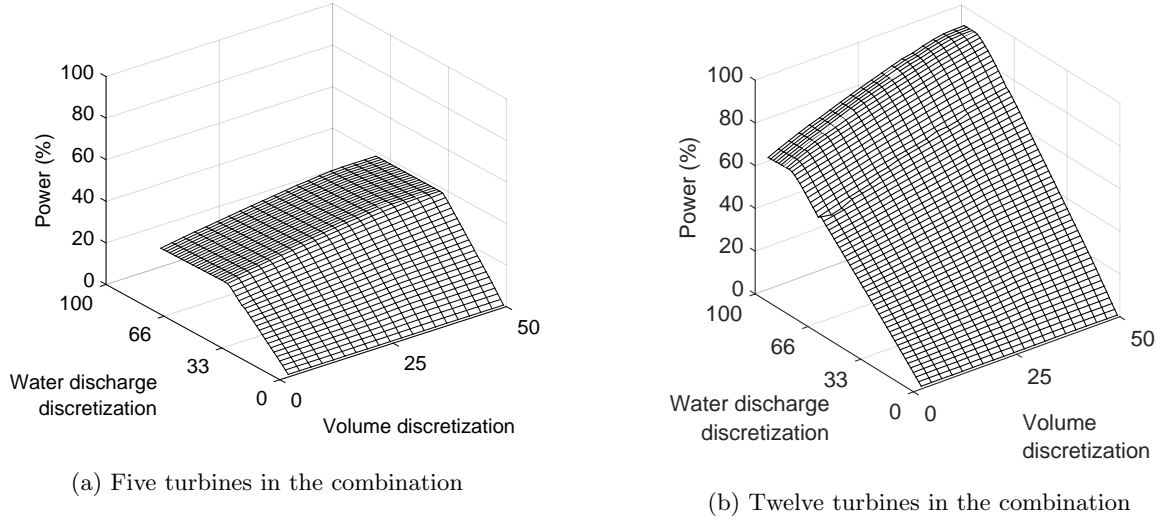 100
80
60
40
20
0
Power (%)
100
66
33
0
Water discharge
discretization
0
25
50
Volume discretization
(a) Five turbines in the combination
100
80
60
40
20
0
Power (%)
100
66
33
0
Water discharge
discretization
0
25
50
Volume
discretization
(b) Twelve turbines in the combination